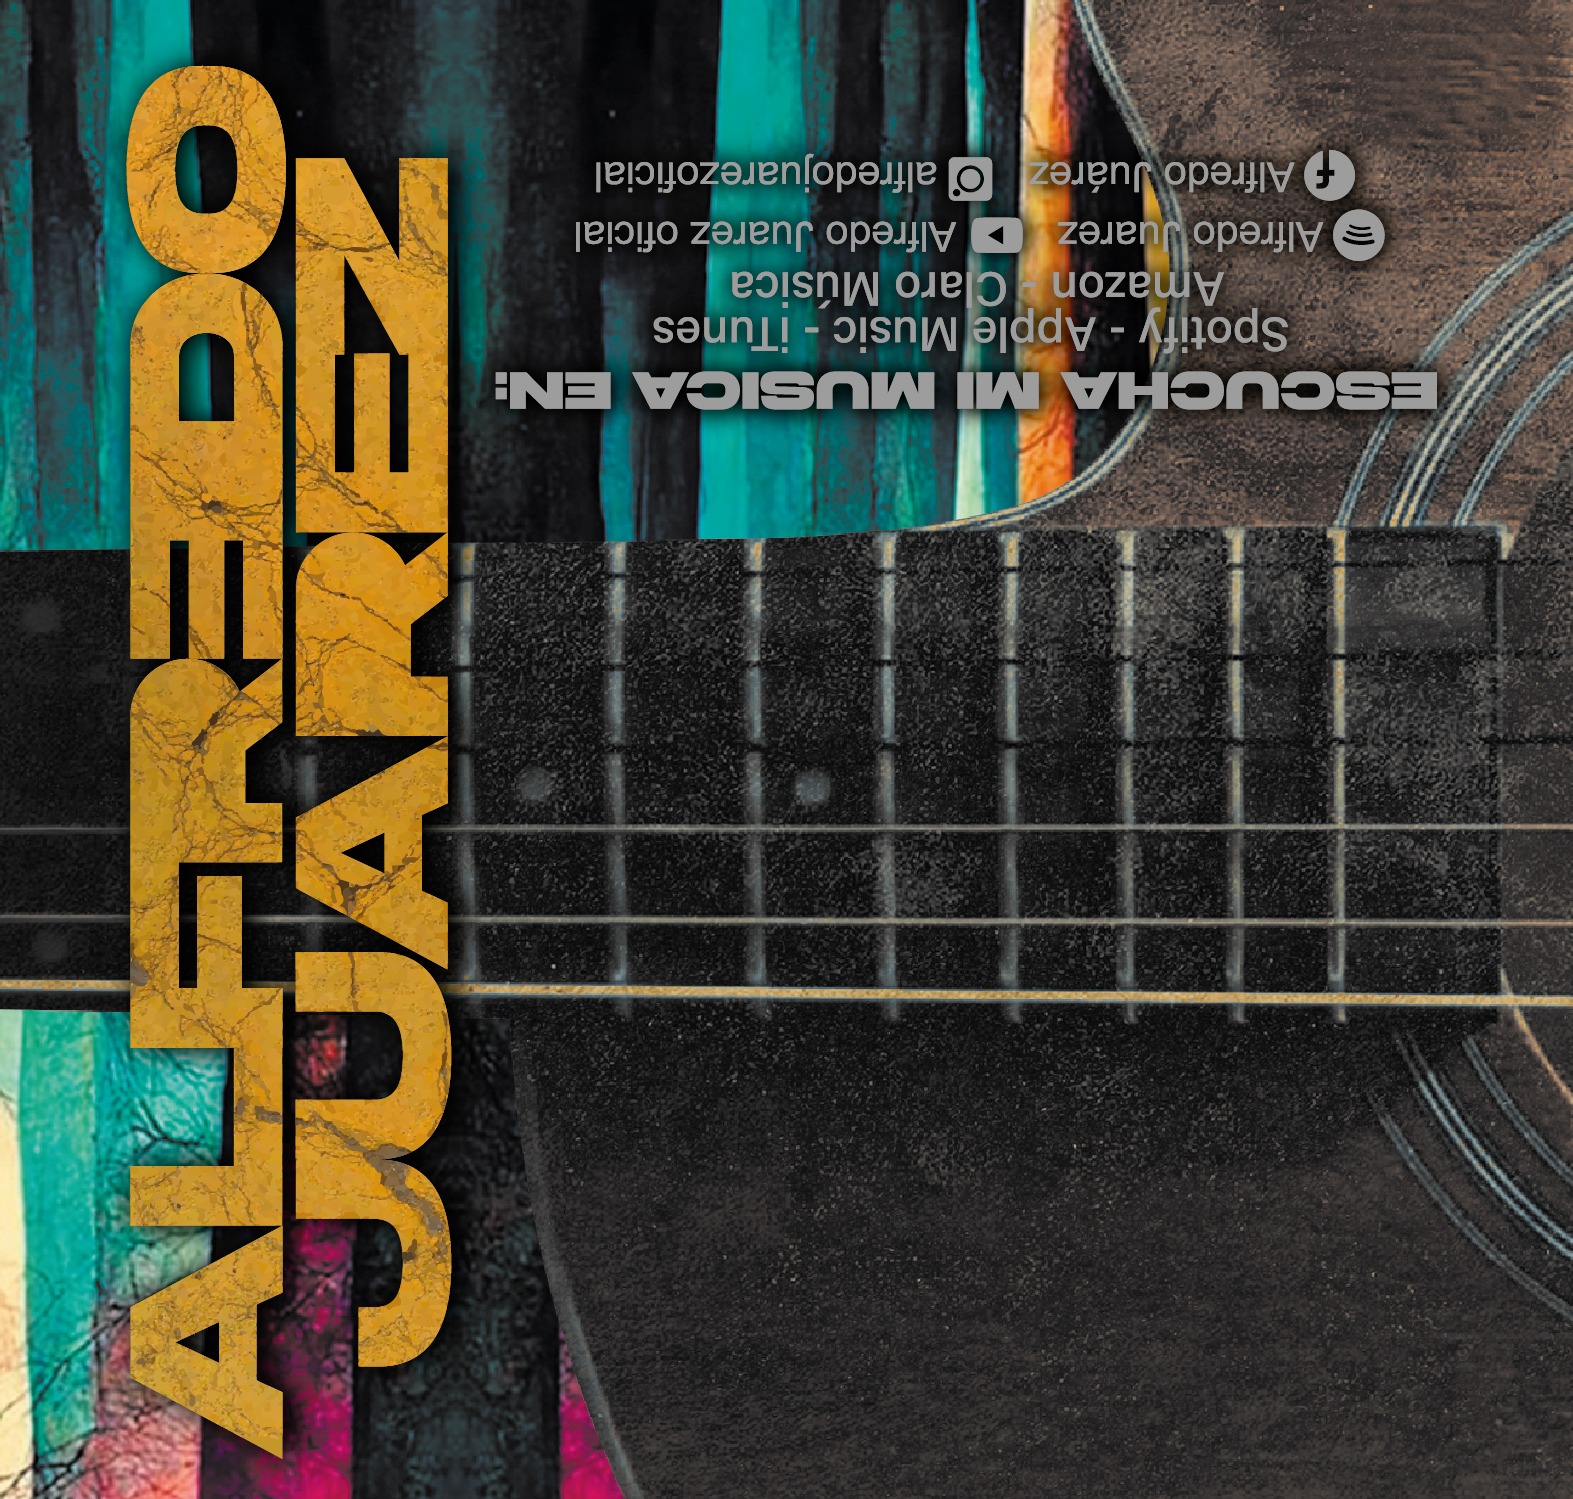 ALFREDO
JUAREZ
ESCUCHA MI MUSICA EN:
Spotify - Apple Music - iTunes
Amazon - Claro Música
Alfredo Juarez Alfredo Juarez oficial
Alfredo Juárez alfredojuarezoficial